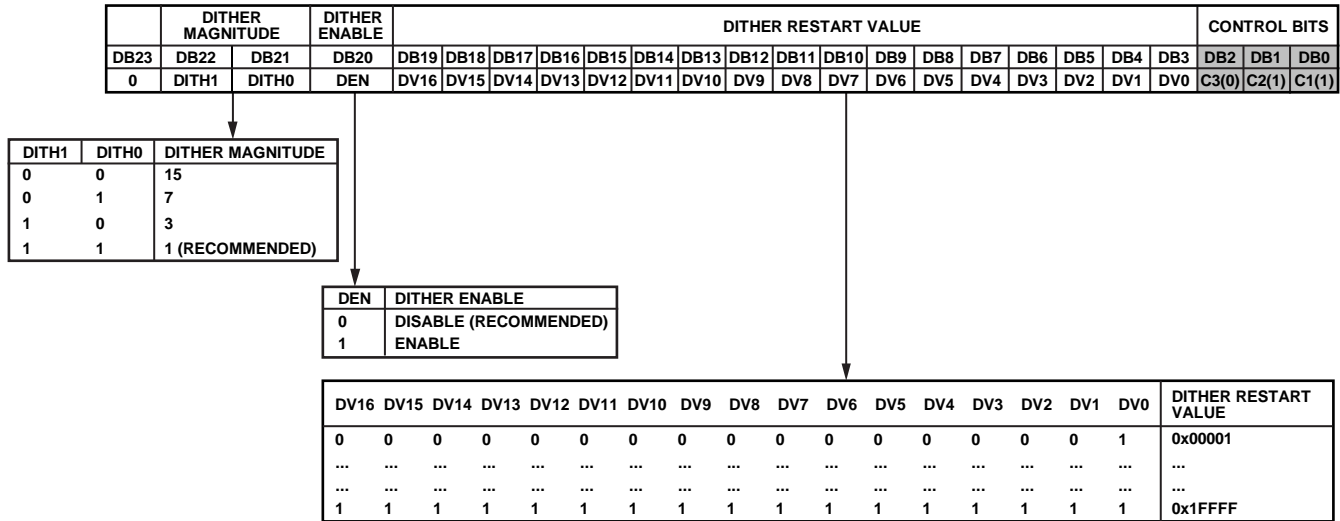 DITHER MAGNITUDE DITHER ENABLE DITHER RESTART VALUE CONTROL BITS
DB23 DB22 DB21 DB20 DB19 DB18 DB17 DB16 DB15 DB14 DB13 DB12 DB11 DB10 DB9 DB8 DB7 DB6 DB5 DB4 DB3 DB2 DB1 DB0
0 DITH1 DITH0 DEN DV16 DV15 DV14 DV13 DV12 DV11 DV10 DV9 DV8 DV7 DV6 DV5 DV4 DV3 DV2 DV1 DV0 C3(0) C2(1) C1(1)
DITH1 DITH0 DITHER MAGNITUDE
0 0 15
0 1 7
1 0 3
1 1 1 (RECOMMENDED)
DEN DITHER ENABLE
0 DISABLE (RECOMMENDED)
1 ENABLE
DV16 DV15 DV14 DV13 DV12 DV11 DV10 DV9 DV8 DV7 DV6 DV5 DV4 DV3 DV2 DV1 DV0 DITHER RESTART VALUE
0 0 0 0 0 0 0 0 0 0 0 0 0 0 0 0 1 0x00001
... ... ... ... ... ... ... ... ... ... ... ... ... ... ... ... ... ...
... ... ... ... ... ... ... ... ... ... ... ... ... ... ... ... ... ...
1 1 1 1 1 1 1 1 1 1 1 1 1 1 1 1 1 0x1FFFF